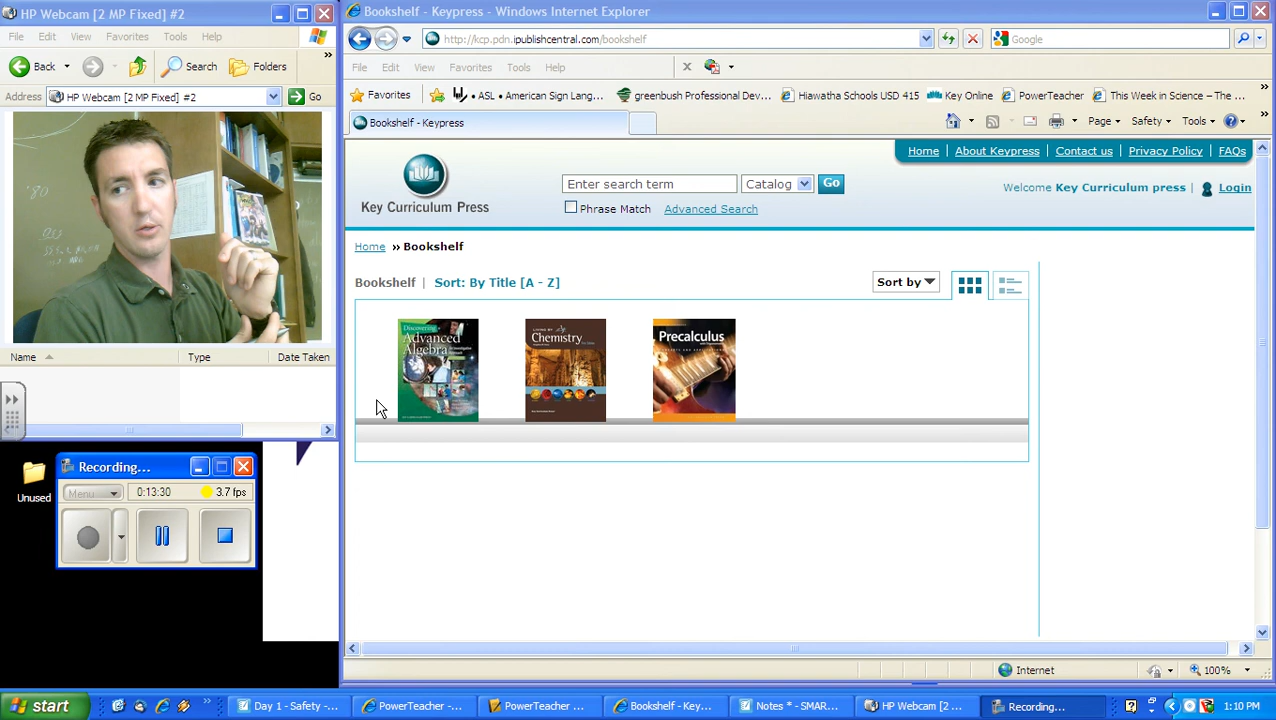 HP Webcam [2 MP Fixed] #2
File Edit View Favorites Tools Help »
Back Search Folders
Address HP Webcam [2 MP Fixed] #2 Go
'80
Name Type Date Taken
Unused
Recording...
Menu 0:13:30 3.7 fps
Bookshelf - Keypress - Windows Internet Explorer
http://kcp.pdn.ipublishcentral.com/bookshelf Google
File Edit View Favorites Tools Help x
Favorites ASL • American Sign Lang... greenbush Professional Dev... Hiawatha Schools USD 415 Key Online PowerTeacher This Week in Science – The ... »
Bookshelf - Keypress Page Safety Tools »
Home About Keypress Contact us Privacy Policy FAQs
Key Curriculum Press
Enter search term Catalog Go
Phrase Match Advanced Search
Welcome Key Curriculum press Login
Home » Bookshelf
Bookshelf | Sort: By Title [A - Z] Sort by
Discovering
Advanced
Algebra
LIVING BY
Chemistry
Precalculus
Internet 100%
start » Day 1 - Safety -... PowerTeacher -... PowerTeacher ... Bookshelf - Key... Notes * - SMAR... HP Webcam [2 ... Recording... 1:10 PM